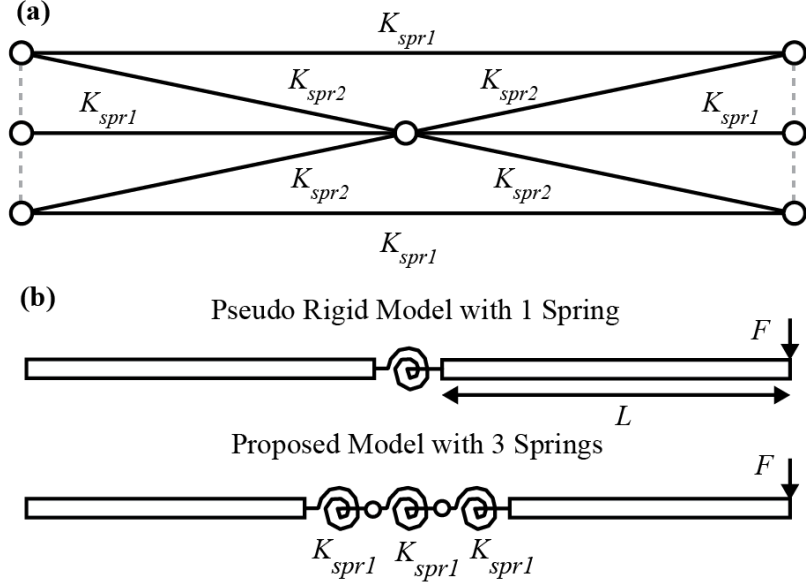 (a)
K_spr1
K_spr2 K_spr2
K_spr1 K_spr1
K_spr2 K_spr2
K_spr1
(b)
Pseudo Rigid Model with 1 Spring
F
L
Proposed Model with 3 Springs
F
K_spr1 K_spr1 K_spr1